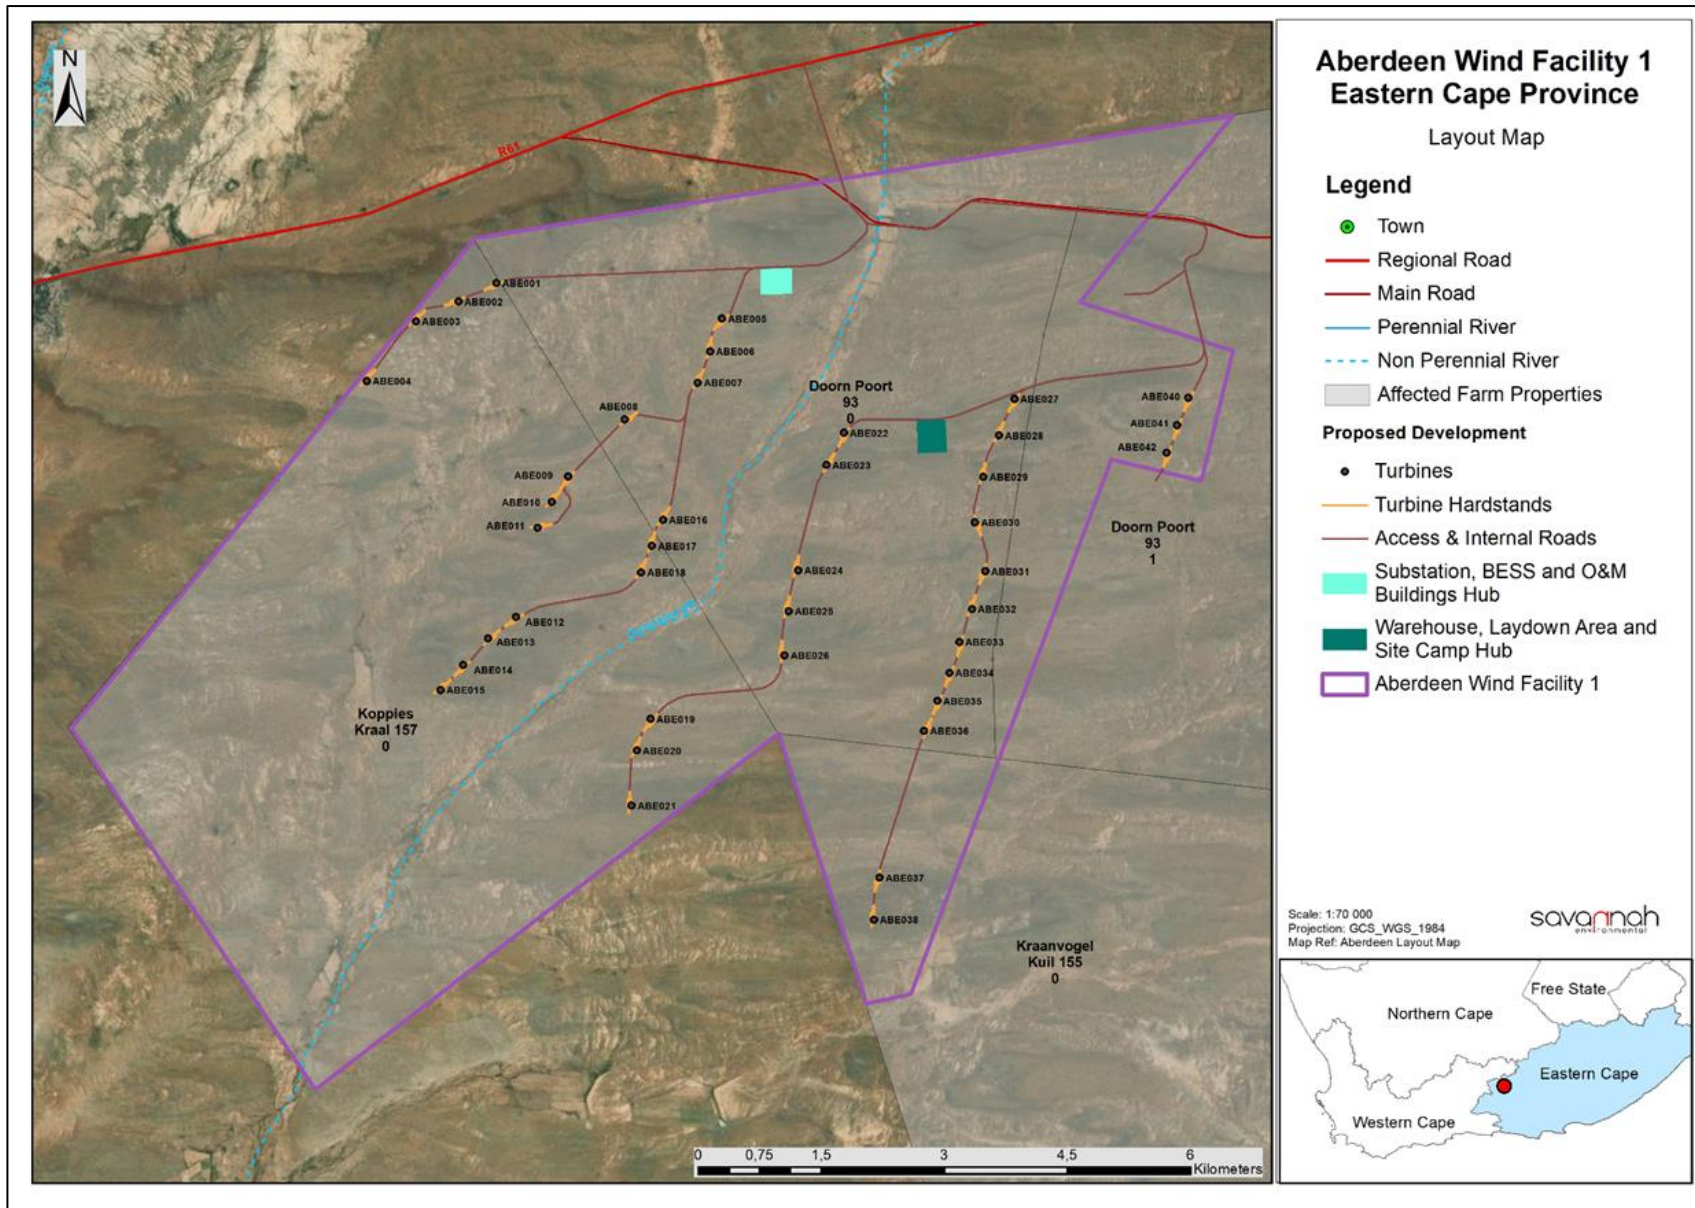 N
R61
ABE001
ABE002
ABE003
ABE004
ABE005
ABE006
ABE007
ABE008
ABE009
ABE010
ABE011
ABE016
ABE017
ABE018
ABE012
ABE013
ABE014
ABE015
Doorn Poort
93
0
ABE022
ABE023
ABE024
ABE025
ABE026
ABE019
ABE020
ABE021
ABE027
ABE028
ABE029
ABE030
ABE031
ABE032
ABE033
ABE034
ABE035
ABE036
ABE037
ABE038
ABE040
ABE041
ABE042
Doorn Poort
93
1
Koppies
Kraal 157
0
Kraanvogel
Kuil 155
0
0 0,75 1,5 3 4,5 6
Kilometers
Aberdeen Wind Facility 1
Eastern Cape Province
Layout Map
Legend
Town
Regional Road
Main Road
Perennial River
Non Perennial River
Affected Farm Properties
Proposed Development
Turbines
Turbine Hardstands
Access & Internal Roads
Substation, BESS and O&M
Buildings Hub
Warehouse, Laydown Area and
Site Camp Hub
Aberdeen Wind Facility 1
Scale: 1:70 000
Projection: GCS_WGS_1984
Map Ref: Aberdeen Layout Map
savannah
environmental
Free State
Northern Cape
Eastern Cape
Western Cape